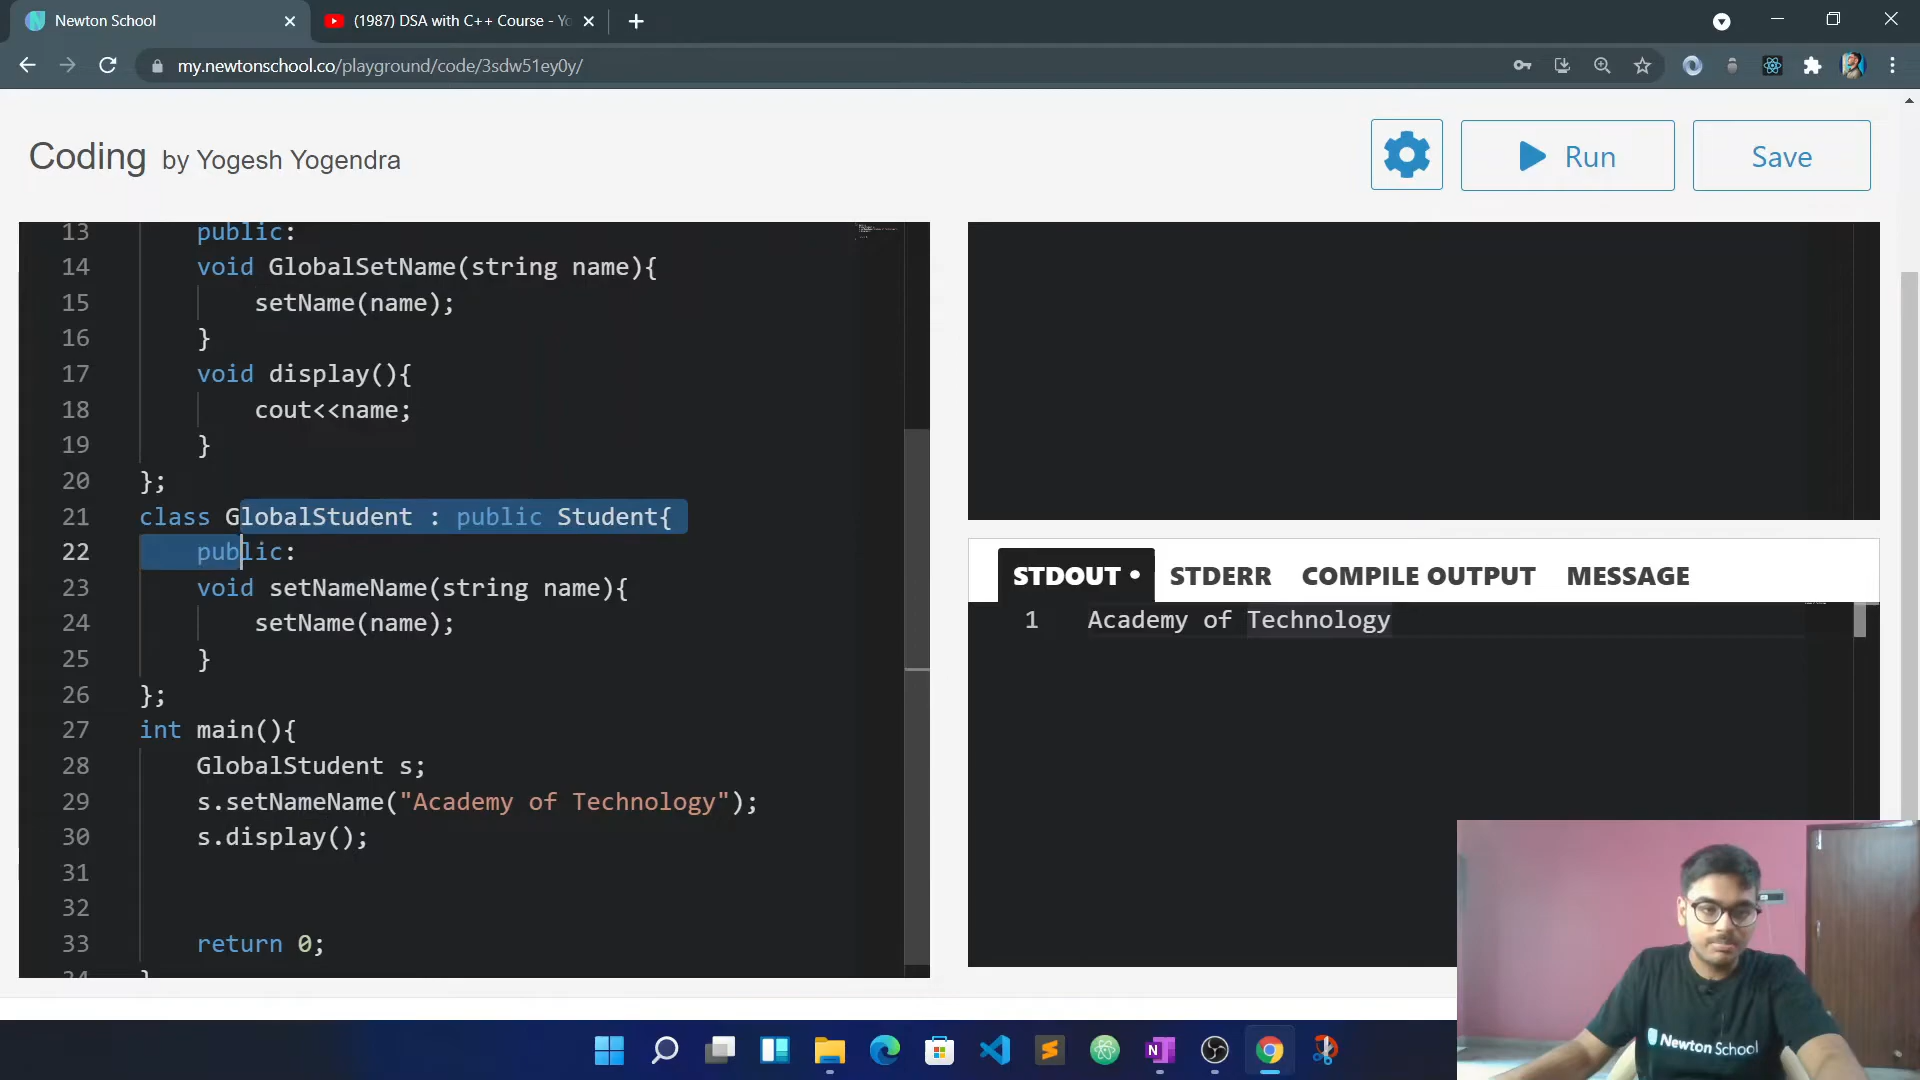 Newton School
(1987) DSA with C++ Course - Yo
my.newtonschool.co/playground/code/3sdw51ey0y/
Coding by Yogesh Yogendra
Run
Save
13 public:
14 void GlobalSetName(string name){
15 setName(name);
16 }
17 void display(){
18 cout<<name;
19 }
20 };
21 class GlobalStudent : public Student{
22 public:
23 void setNameName(string name){
24 setName(name);
25 }
26 };
27 int main(){
28 GlobalStudent s;
29 s.setNameName("Academy of Technology");
30 s.display();
31
32
33 return 0;
34 }
STDOUT • STDERR COMPILE OUTPUT MESSAGE
1 Academy of Technology
Newton School